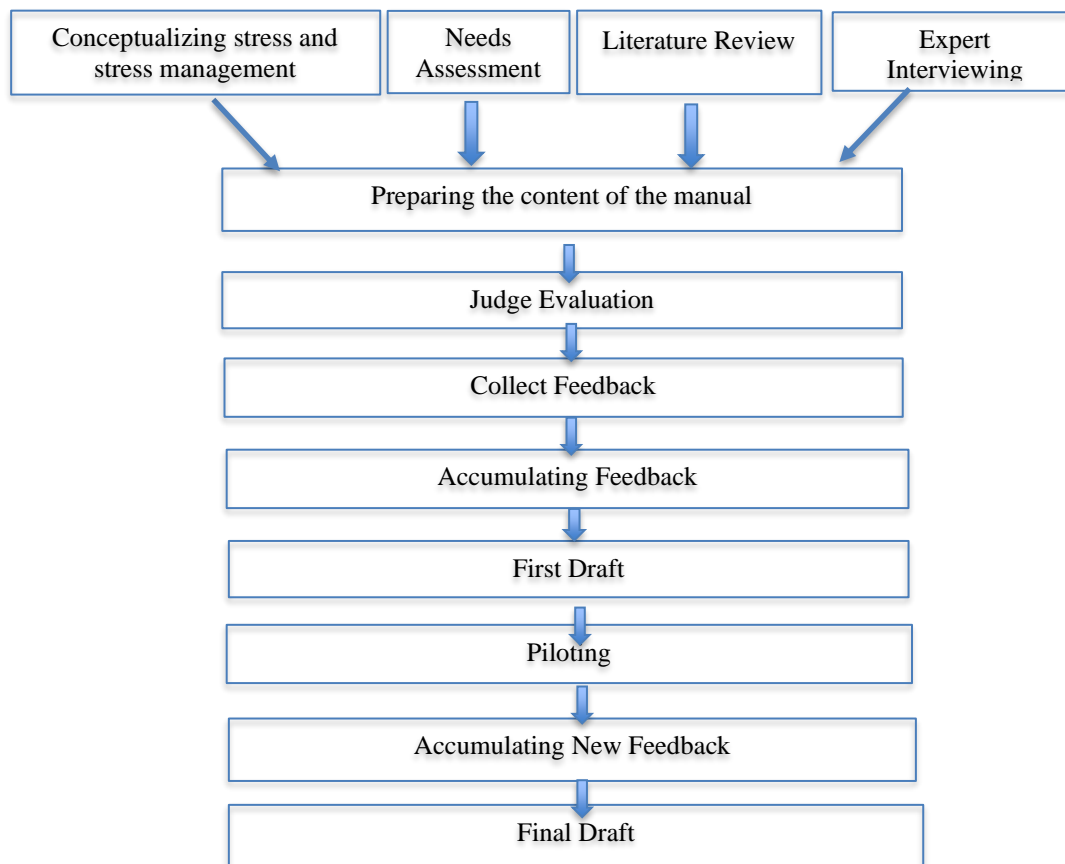 Conceptualizing stress and
stress management
Needs
Assessment
Literature Review
Expert
Interviewing
Preparing the content of the manual
Judge Evaluation
Collect Feedback
Accumulating Feedback
First Draft
Piloting
Accumulating New Feedback
Final Draft